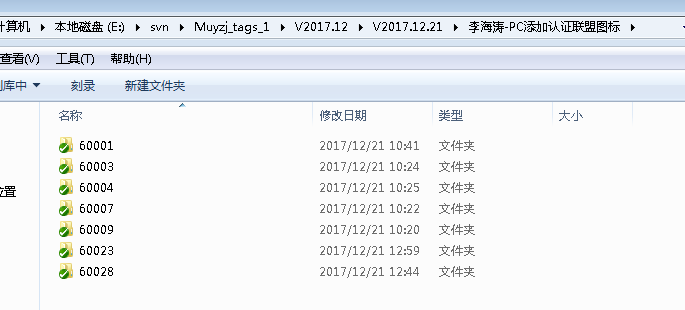 计算机 ▸ 本地磁盘 (E:) ▸ svn ▸ Muyzj_tags_1 ▸ V2017.12 ▸ V2017.12.21 ▸ 李海涛-PC添加认证联盟图标 ▸
查看(V) 工具(T) 帮助(H)
库中 刻录 新建文件夹
名称 修改日期 类型 大小
60001 2017/12/21 10:41 文件夹
60003 2017/12/21 10:24 文件夹
60004 2017/12/21 10:25 文件夹
位置
60007 2017/12/21 10:22 文件夹
60009 2017/12/21 10:20 文件夹
60023 2017/12/21 12:59 文件夹
60028 2017/12/21 12:44 文件夹